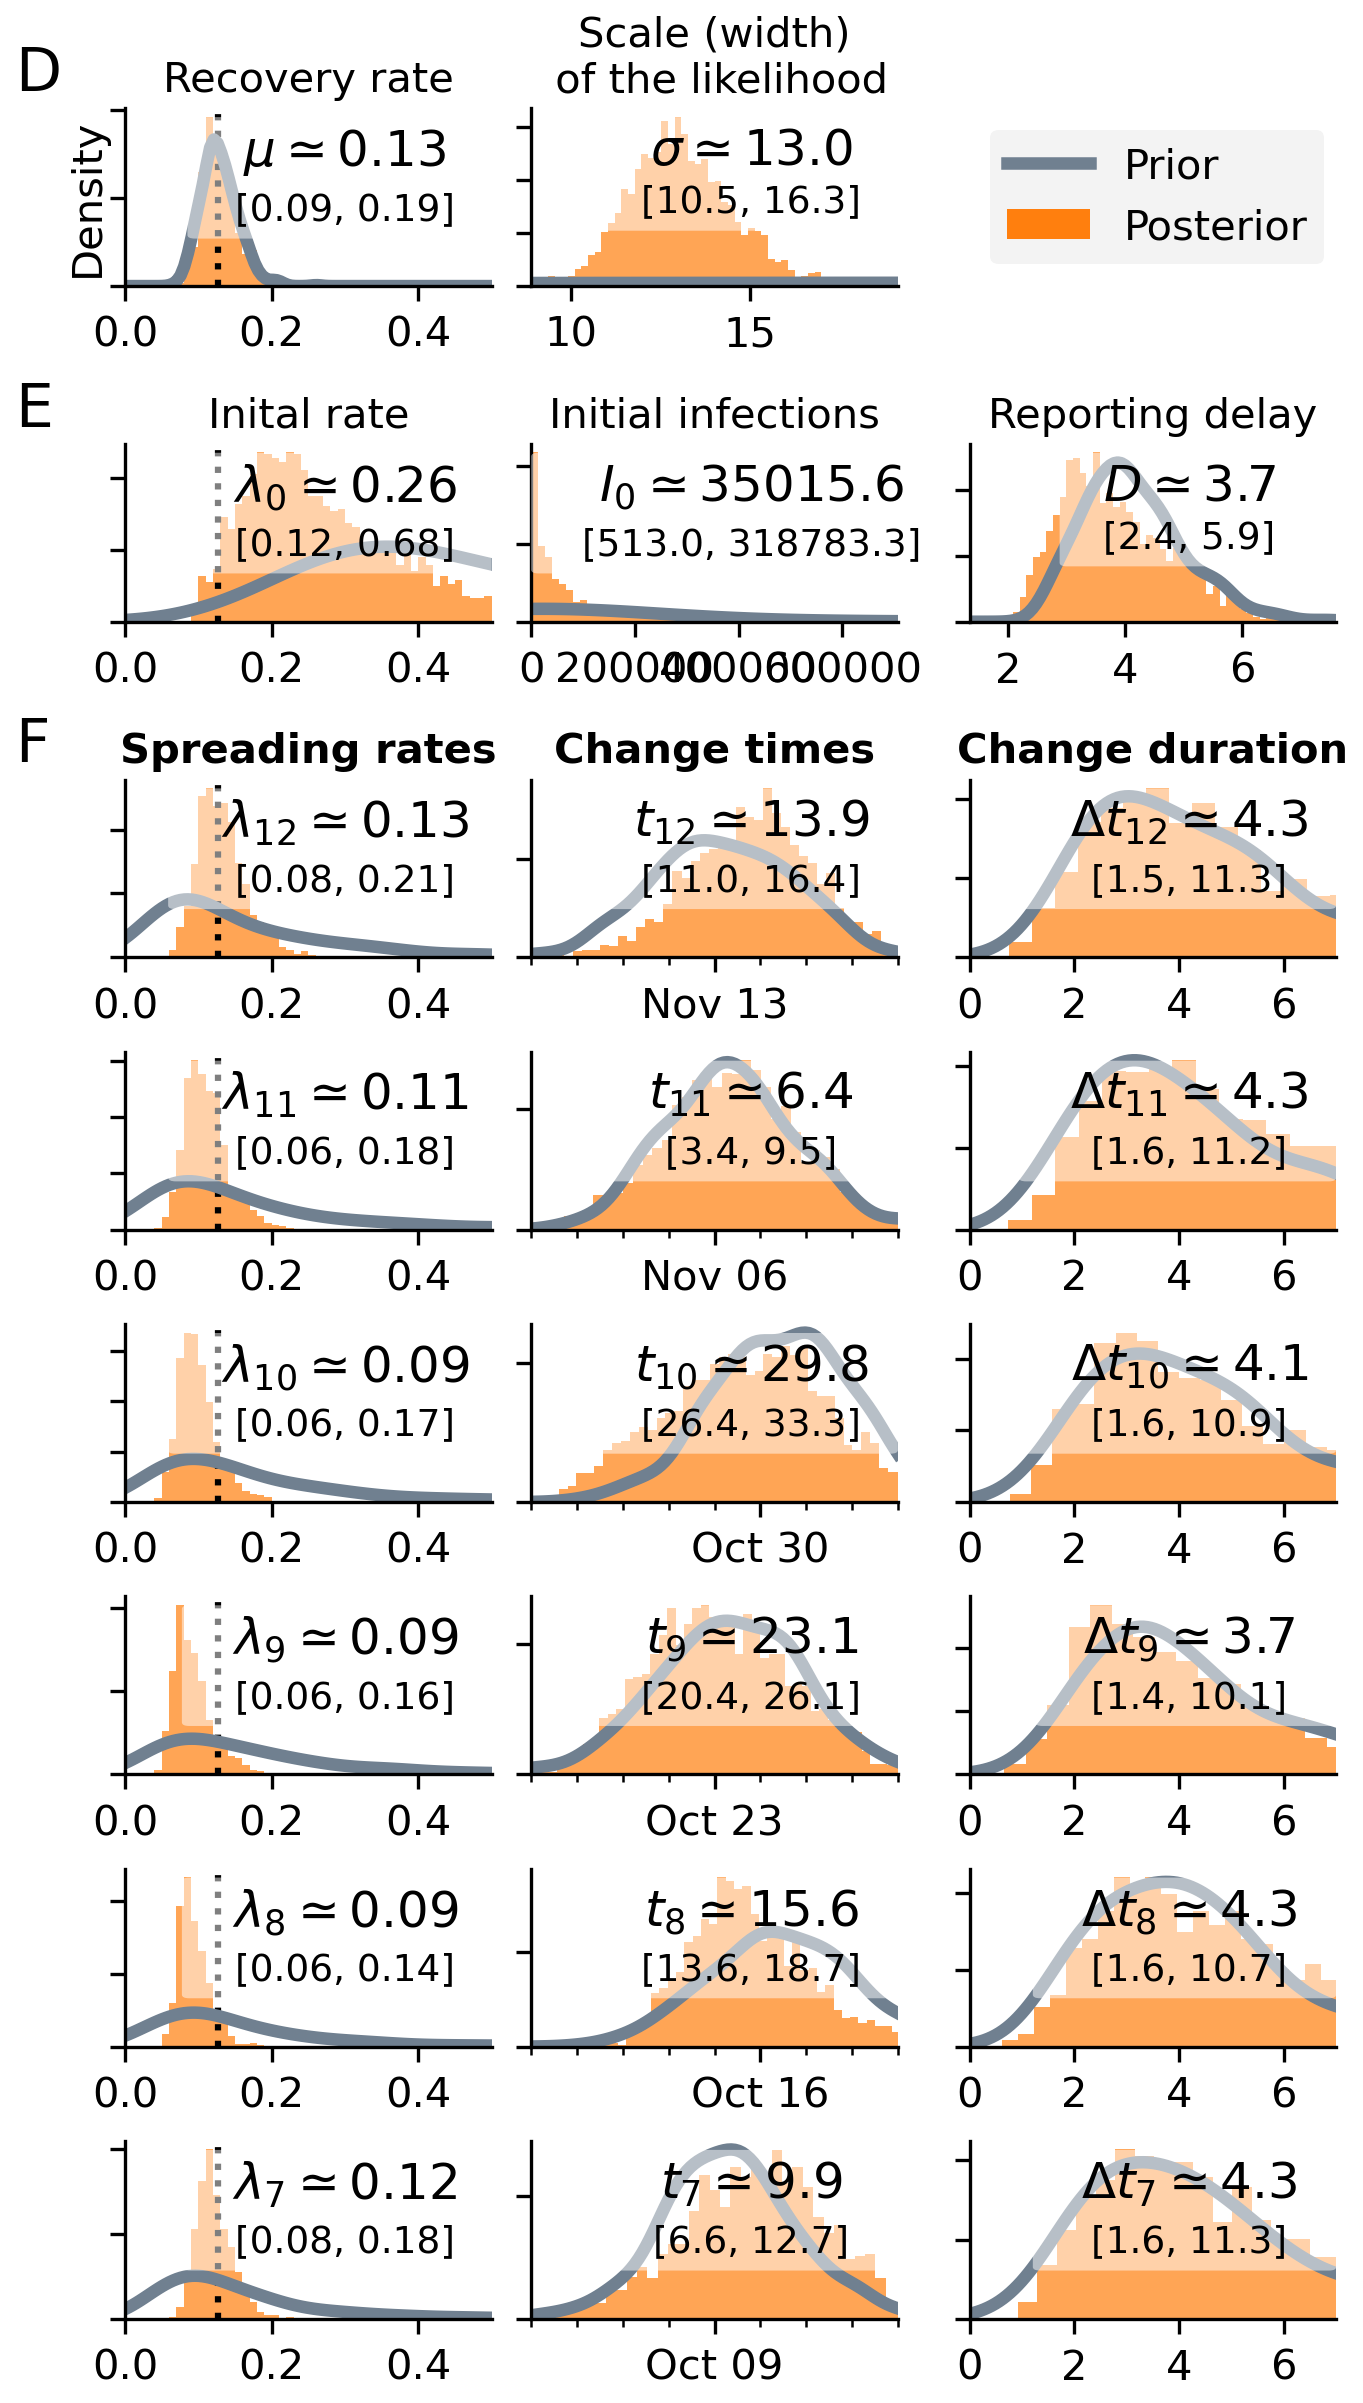 D
Recovery rate
Scale (width)
of the likelihood
Density
μ ≃ 0.13
[0.09, 0.19]
σ ≃ 13.0
[10.5, 16.3]
Prior
Posterior
0.0 0.2 0.4
10 15
E
Inital rate
Initial infections
Reporting delay
λ₀ ≃ 0.26
[0.12, 0.68]
I₀ ≃ 35015.6
[513.0, 318783.3]
D ≃ 3.7
[2.4, 5.9]
0.0 0.2 0.4
0 200000 400000 600000
2 4 6
F
Spreading rates
Change times
Change duration
λ₁₂ ≃ 0.13
[0.08, 0.21]
t₁₂ ≃ 13.9
[11.0, 16.4]
Δt₁₂ ≃ 4.3
[1.5, 11.3]
0.0 0.2 0.4
Nov 13
0 2 4 6
λ₁₁ ≃ 0.11
[0.06, 0.18]
t₁₁ ≃ 6.4
[3.4, 9.5]
Δt₁₁ ≃ 4.3
[1.6, 11.2]
0.0 0.2 0.4
Nov 06
0 2 4 6
λ₁₀ ≃ 0.09
[0.06, 0.17]
t₁₀ ≃ 29.8
[26.4, 33.3]
Δt₁₀ ≃ 4.1
[1.6, 10.9]
0.0 0.2 0.4
Oct 30
0 2 4 6
λ₉ ≃ 0.09
[0.06, 0.16]
t₉ ≃ 23.1
[20.4, 26.1]
Δt₉ ≃ 3.7
[1.4, 10.1]
0.0 0.2 0.4
Oct 23
0 2 4 6
λ₈ ≃ 0.09
[0.06, 0.14]
t₈ ≃ 15.6
[13.6, 18.7]
Δt₈ ≃ 4.3
[1.6, 10.7]
0.0 0.2 0.4
Oct 16
0 2 4 6
λ₇ ≃ 0.12
[0.08, 0.18]
t₇ ≃ 9.9
[6.6, 12.7]
Δt₇ ≃ 4.3
[1.6, 11.3]
0.0 0.2 0.4
Oct 09
0 2 4 6